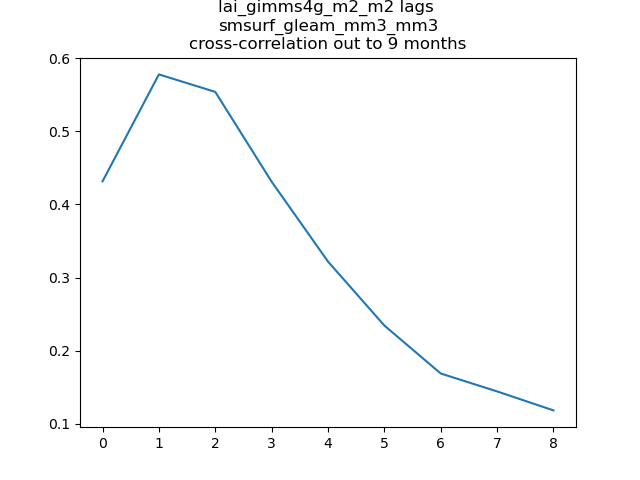 lai_gimms4g_m2_m2 lags
smsurf_gleam_mm3_mm3
cross-correlation out to 9 months
0.6
0.5
0.4
0.3
0.2
0.1
0 1 2 3 4 5 6 7 8